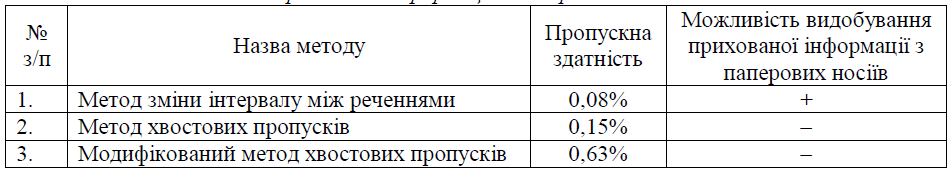 № з/п Назва методу Пропускна здатність Можливість видобування прихованої інформації з паперових носіїв
1. Метод зміни інтервалу між реченнями 0,08% +
2. Метод хвостових пропусків 0,15% –
3. Модифікований метод хвостових пропусків 0,63% –